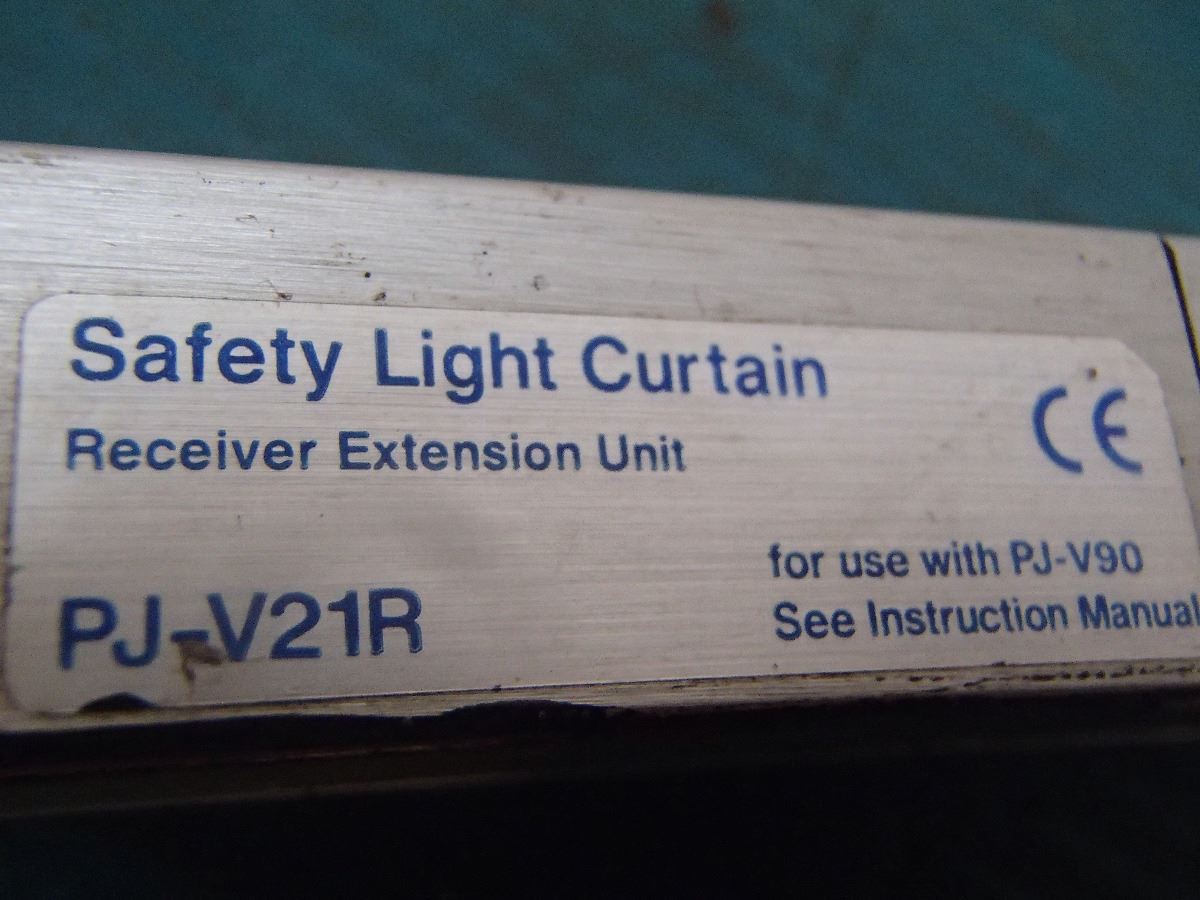 Safety Light Curtain
CE
Receiver Extension Unit
for use with PJ-V90
PJ-V21R
See Instruction Manual